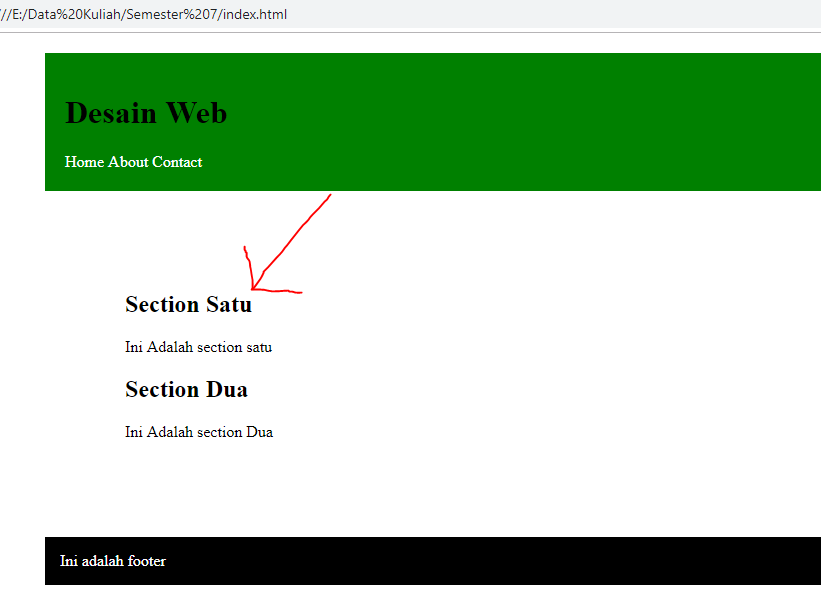 ///E:/Data%20Kuliah/Semester%207/index.html
Desain Web
Home About Contact
Section Satu
Ini Adalah section satu
Section Dua
Ini Adalah section Dua
Ini adalah footer